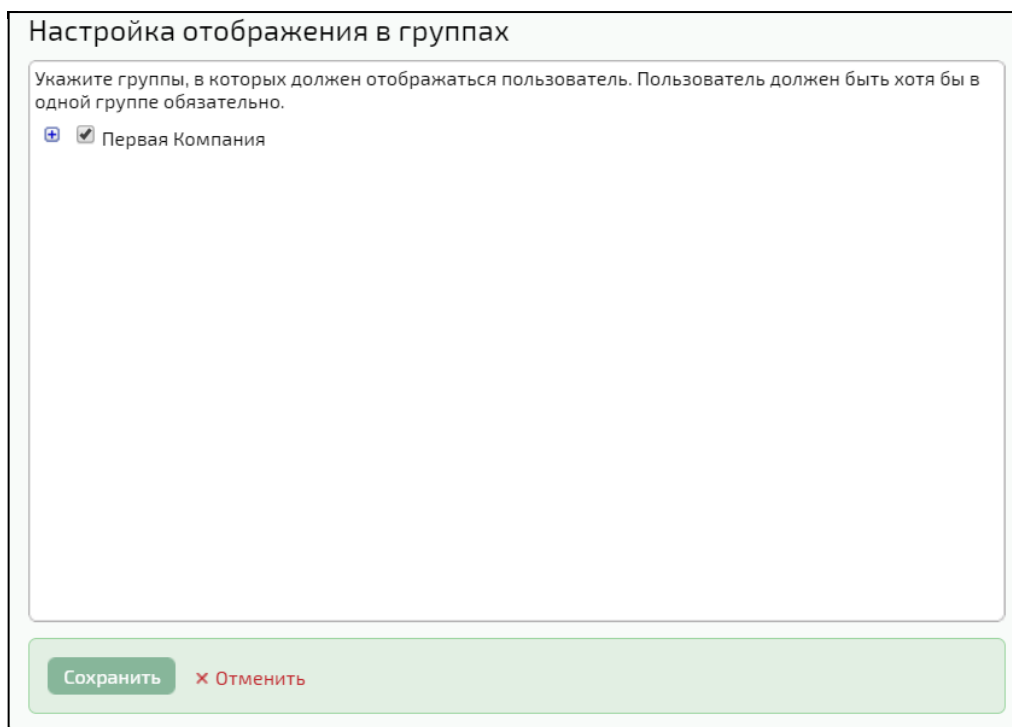 Настройка отображения в группах
Укажите группы, в которых должен отображаться пользователь. Пользователь должен быть хотя бы в
одной группе обязательно.
Первая Компания
Сохранить × Отменить